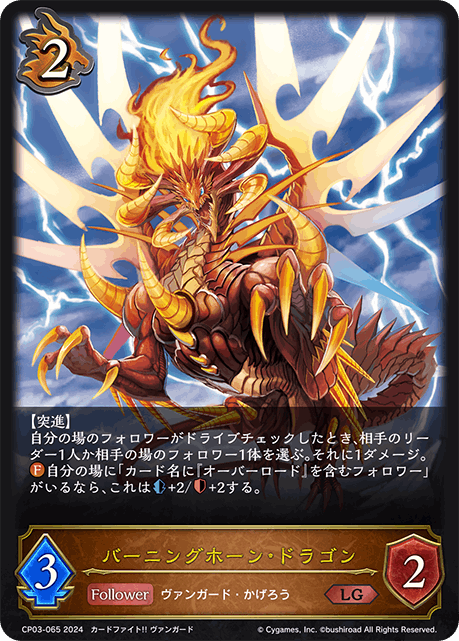 2
【突進】
自分の場のフォロワーがドライブチェックしたとき、相手のリー
ダー1人か相手の場のフォロワー1体を選ぶ。それに1ダメージ。
F自分の場に「カード名に『オーバーロード』を含むフォロワー」
がいるなら、これは+2/+2する。
バーニングホーン・ドラゴン
3
Follower ヴァンガード・かげろう LG
2
CP03-065 2024 カードファイト!! ヴァンガード © Cygames, Inc. ©bushiroad All Rights Reserved.